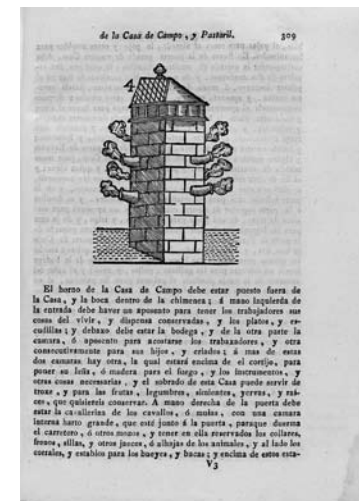 de la Casa de Campo, y Pastoril. 309
4
El horno de la Casa de Campo debe estar puesto fuera de
la Casa, y la boca dentro de la chimenea; á mano izquierda de
la entrada debe haver un aposento para tener los trabajadores sus
cosas del vivir, y dispensa conservadas, y los platos, y es-
cudillas; y debaxo debe estar la bodega, y de la otra parte la
camara, ó aposento para acostarse los trabaxadores, y otra
consecutivamente para sus hijos, y criados; á mas de estas
dos camaras hay otra, la qual estará encima de el cortijo, para
poner su leña, ó madera para el fuego, y los instrumentos, y
otras cosas necesarias, y el sobrado de esta Casa puede servir de
troxe, y para las frutas, legumbres, simientes, yervas, y raí-
ces, que quisiereis conservar. A mano derecha de la puerta debe
estar la cavalleriza de los cavallos, ó mulas, con una camara
interna harto grande, que esté junto á la puerta, paraque duerma
el carretero, ó otros mozos, y tener en ella reservados los collares,
frenos, sillas, y otros jaeces, ó alhajas de los animales, y al lado los
corrales, y establos para los bueyes, y bacas; y encima de estos esta-
V3